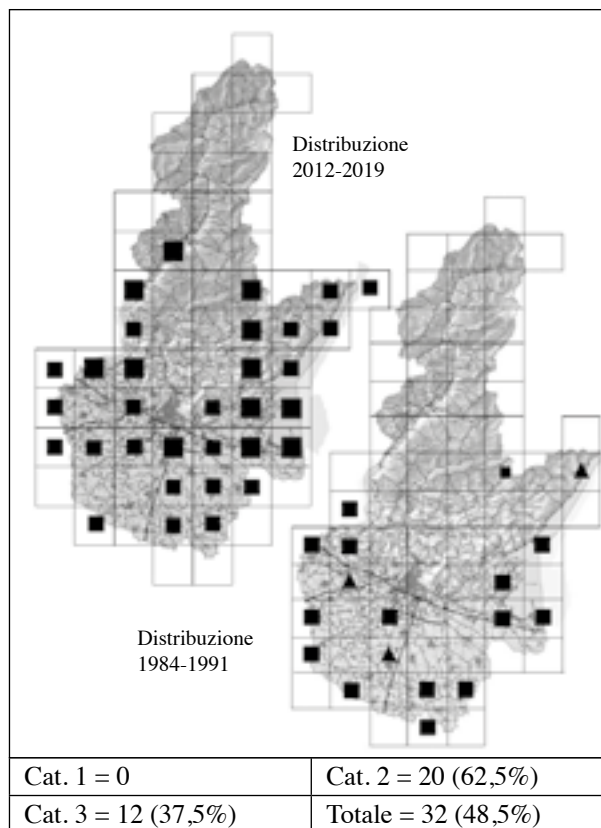 Distribuzione
2012-2019
Distribuzione
1984-1991
Cat. 1 = 0
Cat. 2 = 20 (62,5%)
Cat. 3 = 12 (37,5%)
Totale = 32 (48,5%)